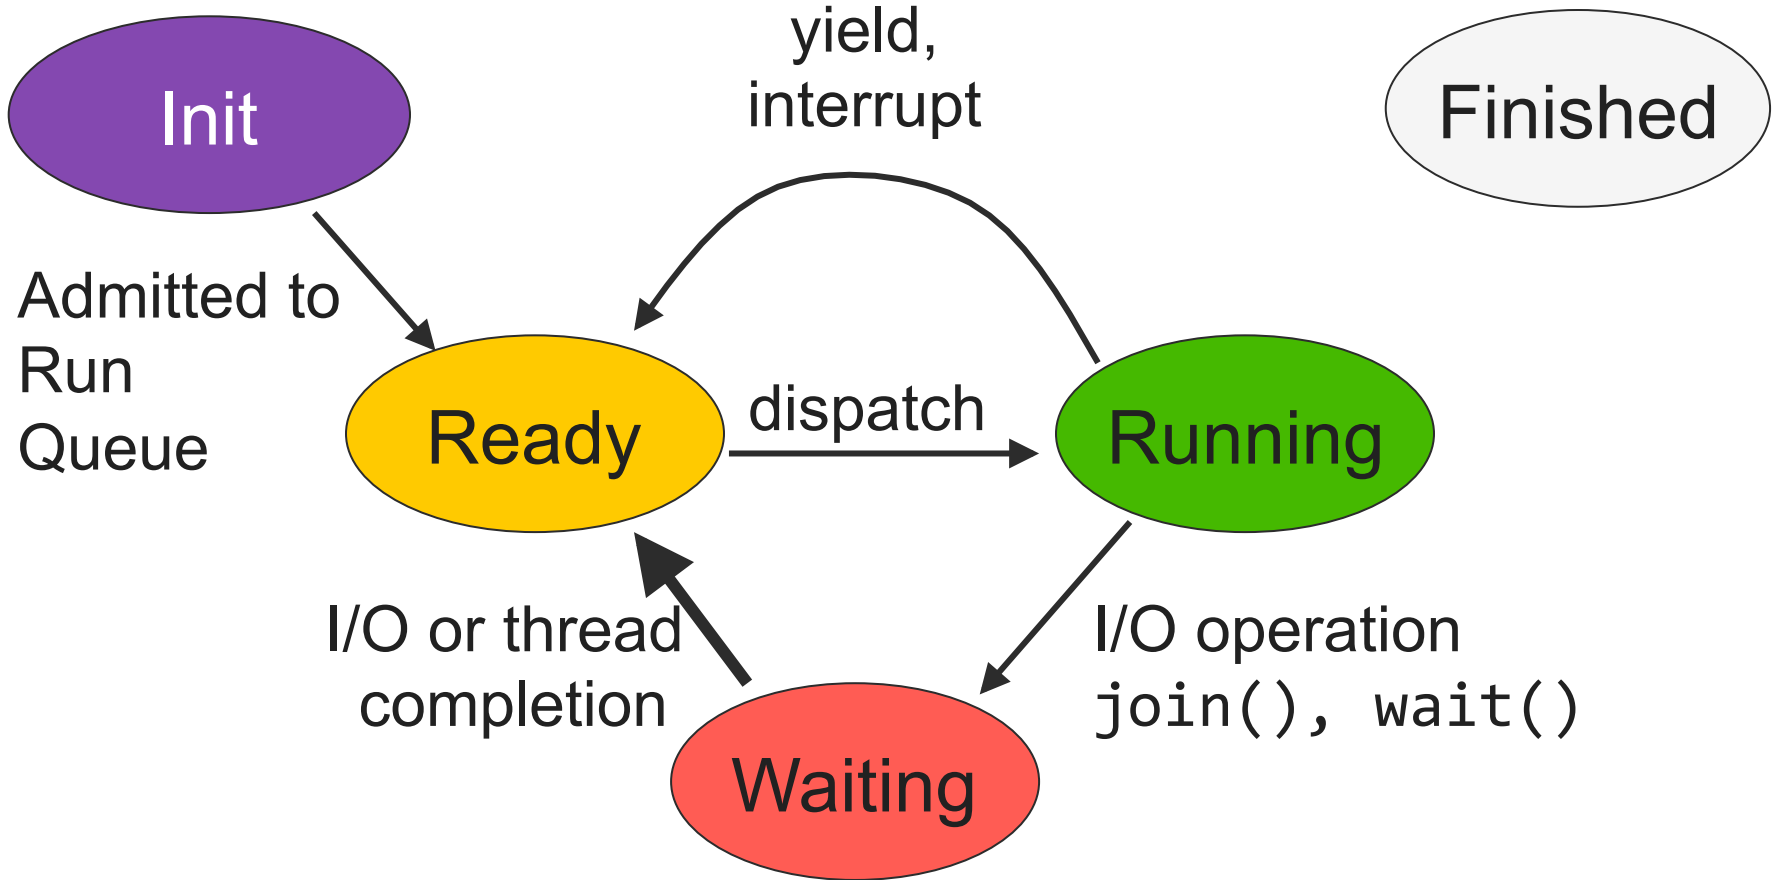 Init
yield,
interrupt
Finished
Admitted to
Run
Queue
Ready
dispatch
Running
I/O or thread
completion
I/O operation
join(), wait()
Waiting